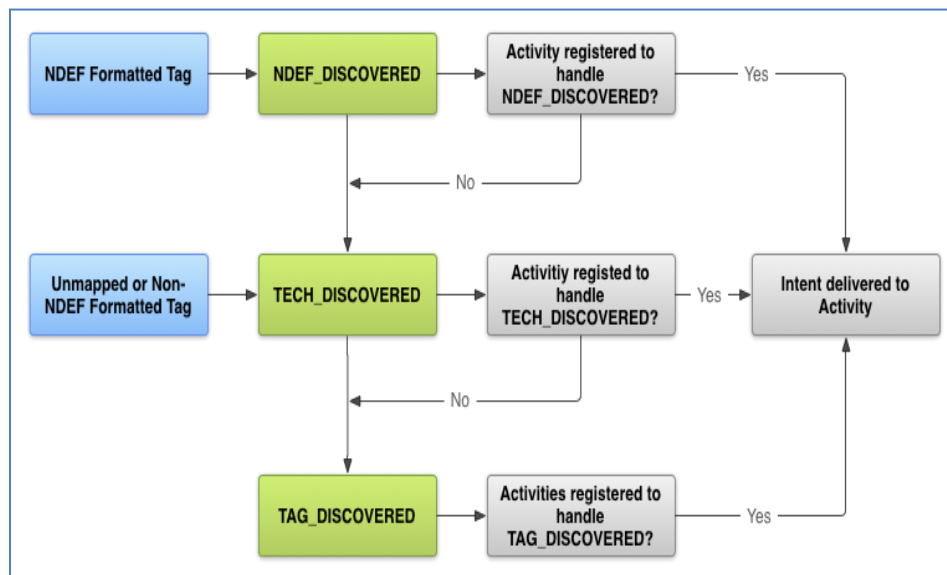 NDEF Formatted Tag
NDEF_DISCOVERED
Activity registered to
handle
NDEF_DISCOVERED?
Yes
No
Unmapped or Non-
NDEF Formatted Tag
TECH_DISCOVERED
Activitiy registed to
handle
TECH_DISCOVERED?
Yes
Intent delivered to
Activity
No
TAG_DISCOVERED
Activities registered to
handle
TAG_DISCOVERED?
Yes